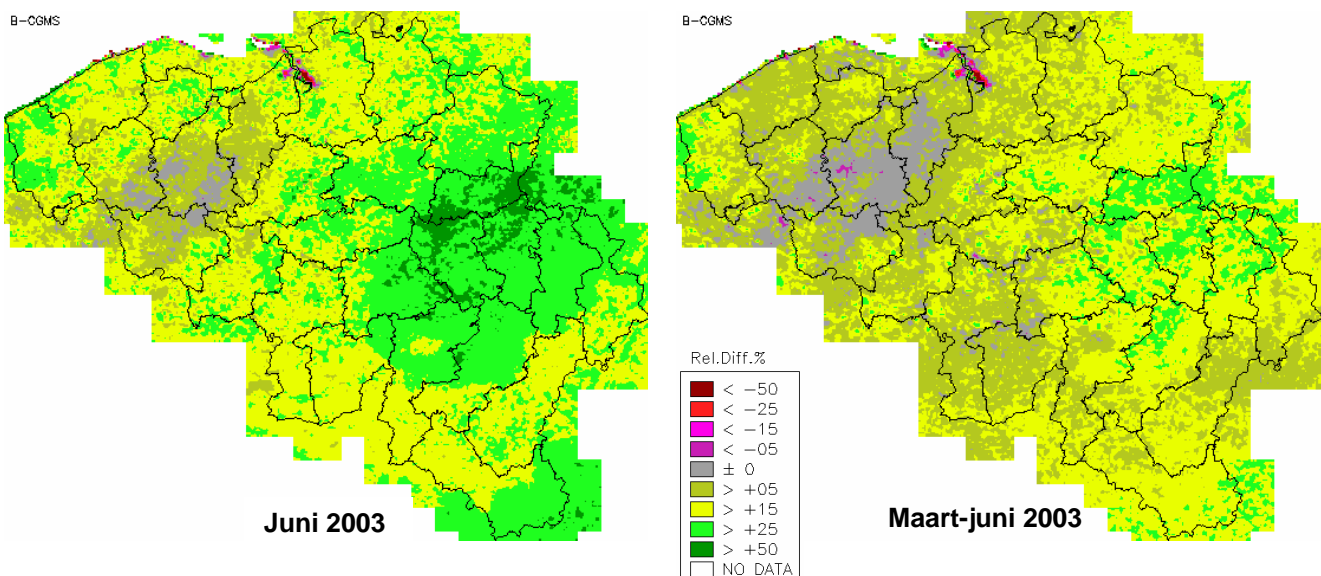 B-CGMS
B-CGMS
Juni 2003
Maart-juni 2003
Rel.Diff.%
< -50
< -25
< -15
< -05
± 0
> +05
> +15
> +25
> +50
NO DATA